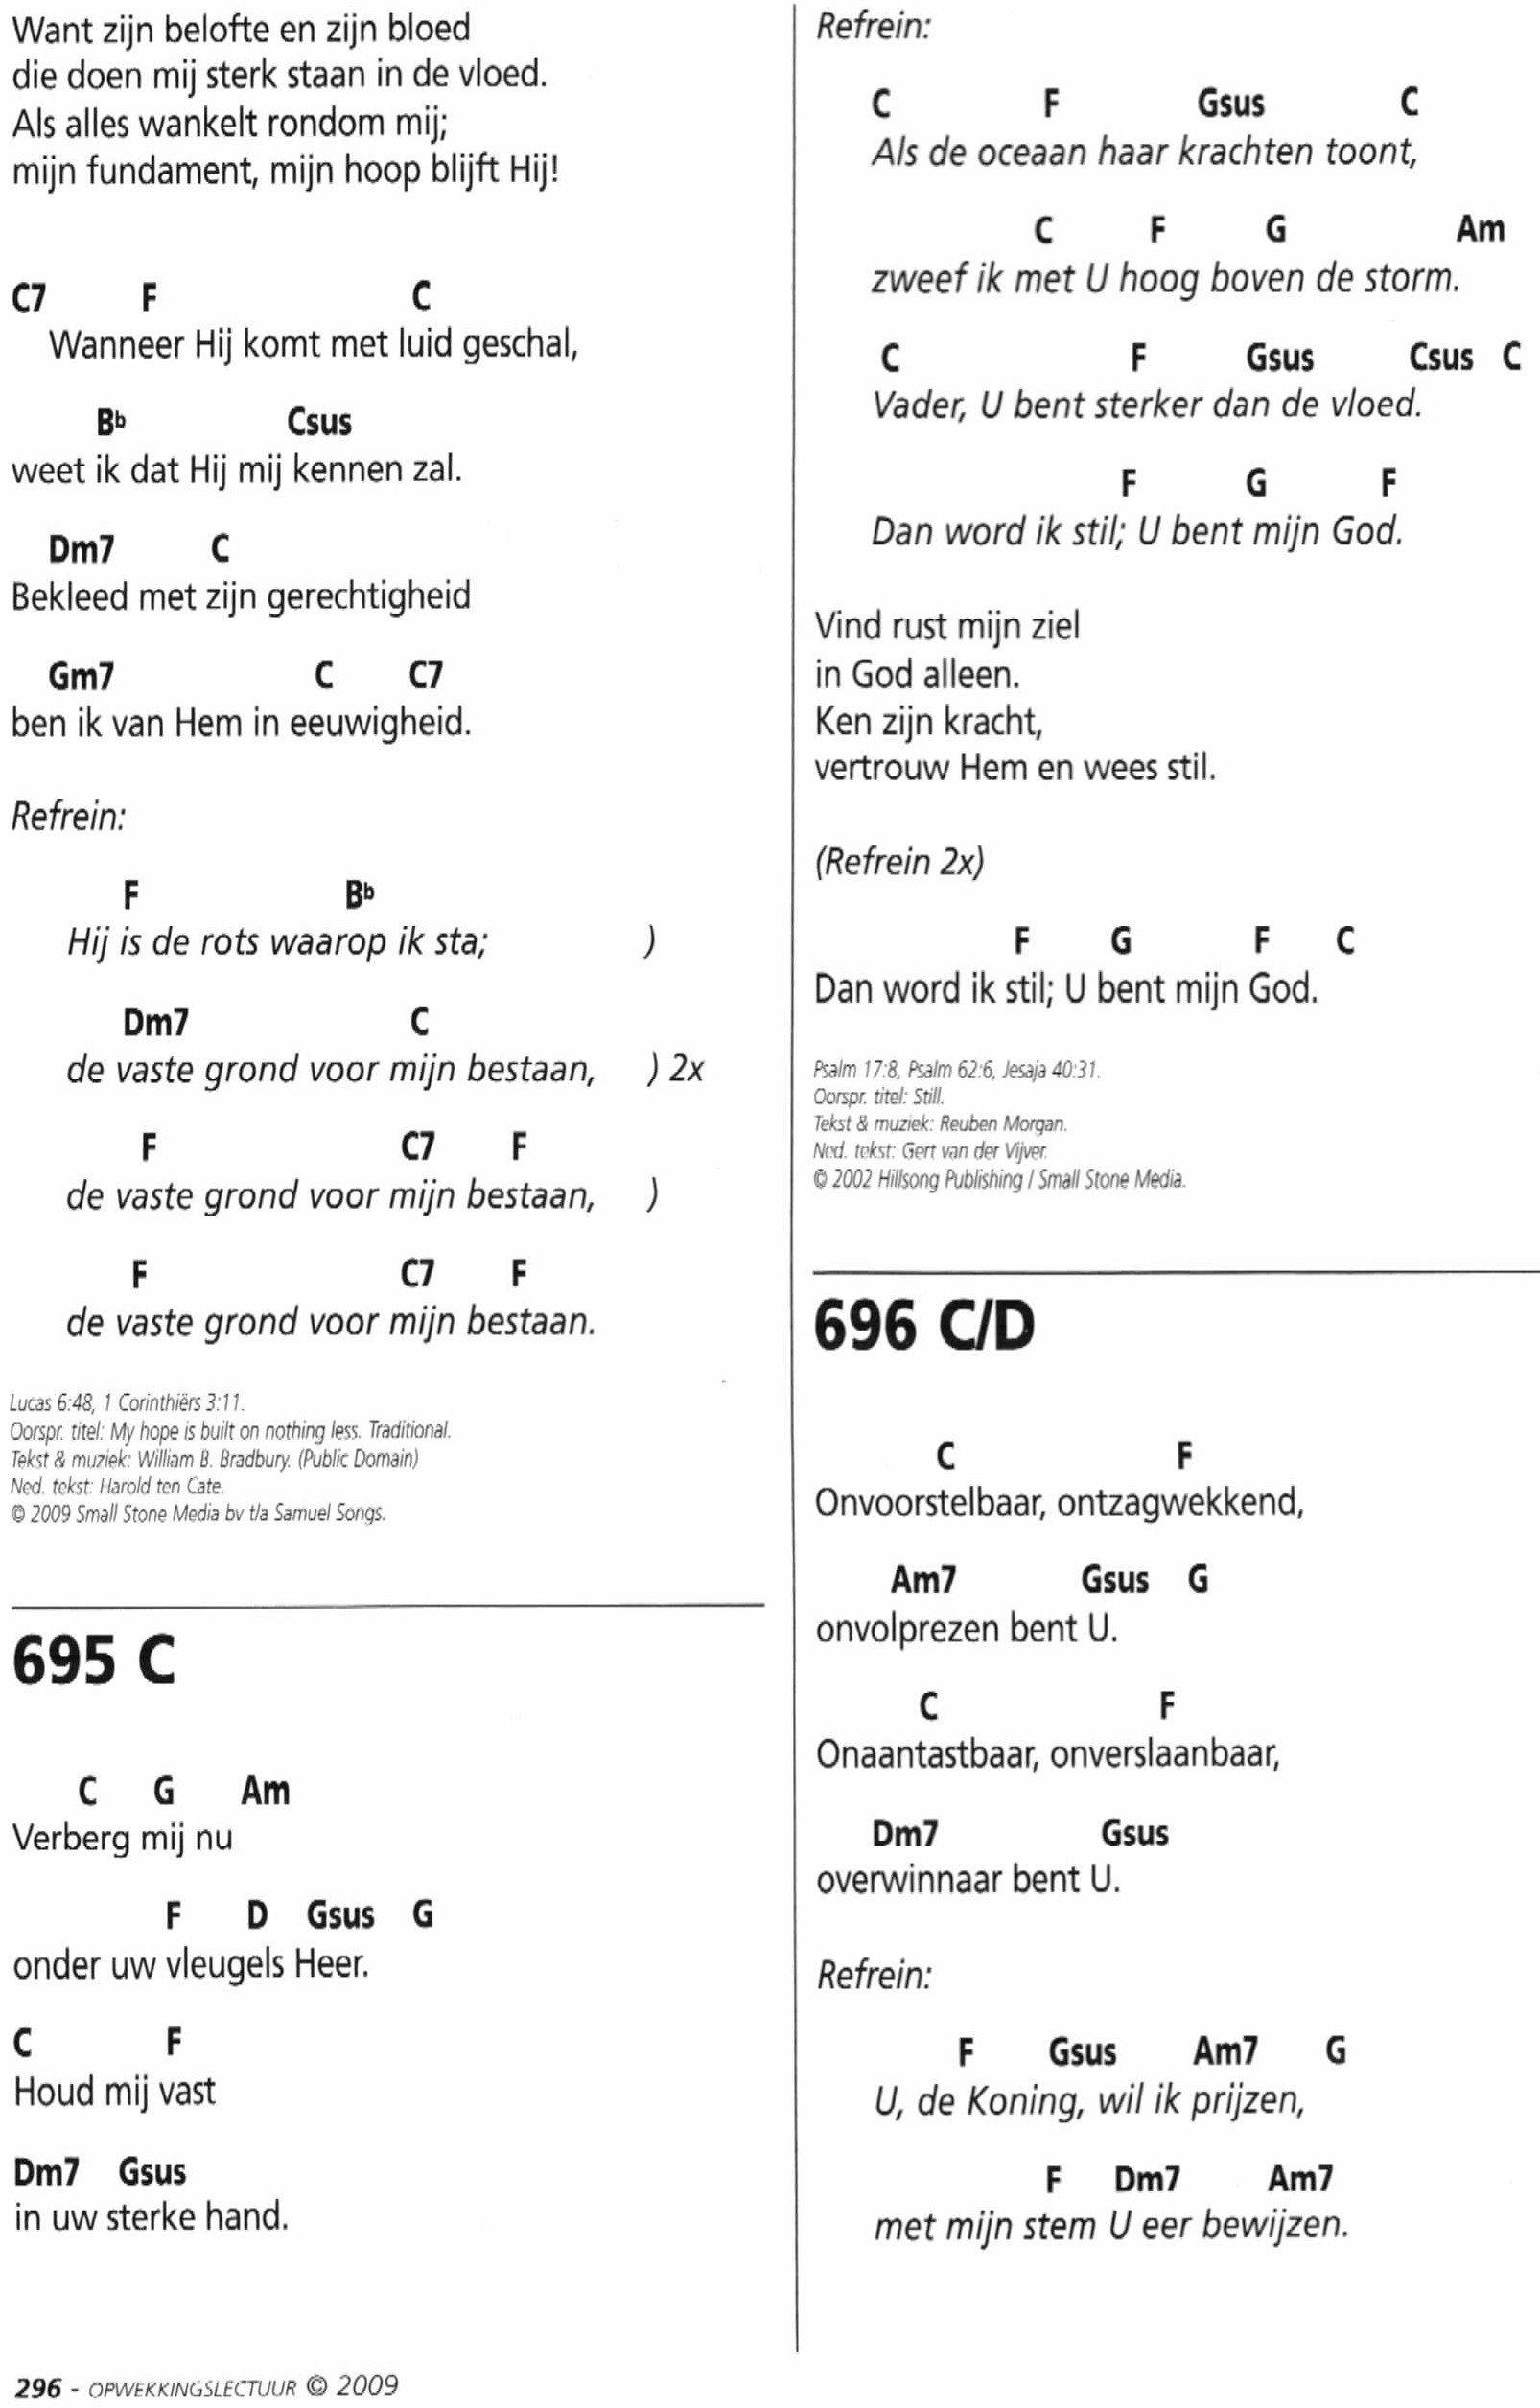 Want zijn belofte en zijn bloed
die doen mij sterk staan in de vloed.
Als alles wankelt rondom mij;
mijn fundament, mijn hoop blijft Hij!
C7 F C
Wanneer Hij komt met luid geschal,
Bb Csus
weet ik dat Hij mij kennen zal.
Dm7 C
Bekleed met zijn gerechtigheid
Gm7 C C7
ben ik van Hem in eeuwigheid.
Refrein:
F Bb
Hij is de rots waarop ik sta; )
Dm7 C
de vaste grond voor mijn bestaan, ) 2x
F C7 F
de vaste grond voor mijn bestaan, )
F C7 F
de vaste grond voor mijn bestaan.
Lucas 6:48, 1 Corinthiërs 3:11.
Oorspr. titel: My hope is built on nothing less. Traditional.
Tekst & muziek: William B. Bradbury. (Public Domain)
Ned. tekst: Harold ten Cate.
© 2009 Small Stone Media bv t/a Samuel Songs.
695 C
C G Am
Verberg mij nu
F D Gsus G
onder uw vleugels Heer.
C F
Houd mij vast
Dm7 Gsus
in uw sterke hand.
Refrein:
C F Gsus C
Als de oceaan haar krachten toont,
C F G Am
zweef ik met U hoog boven de storm.
C F Gsus Csus C
Vader, U bent sterker dan de vloed.
F G F
Dan word ik stil; U bent mijn God.
Vind rust mijn ziel
in God alleen.
Ken zijn kracht,
vertrouw Hem en wees stil.
(Refrein 2x)
F G F C
Dan word ik stil; U bent mijn God.
Psalm 17:8, Psalm 62:6, Jesaja 40:31.
Oorspr. titel: Still.
Tekst & muziek: Reuben Morgan.
Ned. tekst: Gert van der Vijver.
© 2002 Hillsong Publishing / Small Stone Media.
696 C/D
C F
Onvoorstelbaar, ontzagwekkend,
Am7 Gsus G
onvolprezen bent U.
C F
Onaantastbaar, onverslaanbaar,
Dm7 Gsus
overwinnaar bent U.
Refrein:
F Gsus Am7 G
U, de Koning, wil ik prijzen,
F Dm7 Am7
met mijn stem U eer bewijzen.
296 - OPWEKKINGSLECTUUR © 2009